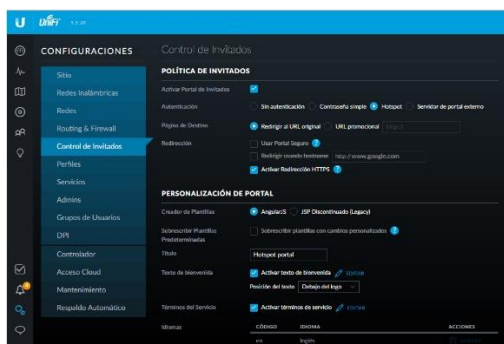 UniFi
CONFIGURACIONES
Sitio
Redes Inalámbricas
Redes
Routing & Firewall
Control de Invitados
Perfiles
Servicios
Admins
Grupos de Usuarios
DPI
Controlador
Acceso Cloud
Mantenimiento
Respaldo Automático
Control de Invitados
POLÍTICA DE INVITADOS
Activar Portal de Invitados
Autenticación Sin autenticación Contraseña simple Hotspot Servidor de portal externo
Página de Destino Redirigir al URL original URL promocional
Redirección Usar Portal Seguro ?
Redirigir usando hostname http://www.google.com
Activar Redirección HTTPS ?
PERSONALIZACIÓN DE PORTAL
Creador de Plantillas AngularJS JSP Discontinuado (Legacy)
Sobrescribir Plantillas Predeterminadas Sobrescribir plantillas con cambios personalizados ?
Título Hotspot portal
Texto de bienvenida Activar texto de bienvenida EDITAR
Posición del texto Debajo del logo
Términos del Servicio Activar términos de servicio EDITAR
Idiomas CÓDIGO IDIOMA ACCIONES
en Inglés